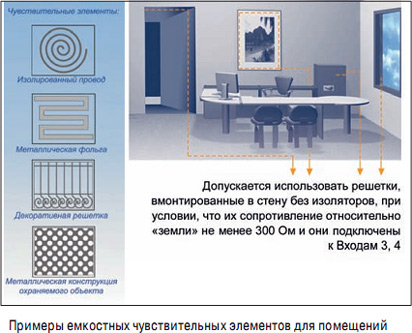 Чувствительные элементы:
Изолированный провод
Металлическая фольга
Декоративная решетка
Металлическая конструкция
охраняемого объекта
Допускается использовать решетки,
вмонтированные в стену без изоляторов, при
условии, что их сопротивление относительно
«земли» не менее 300 Ом и они подключены
к Входам 3, 4
Примеры емкостных чувствительных элементов для помещений